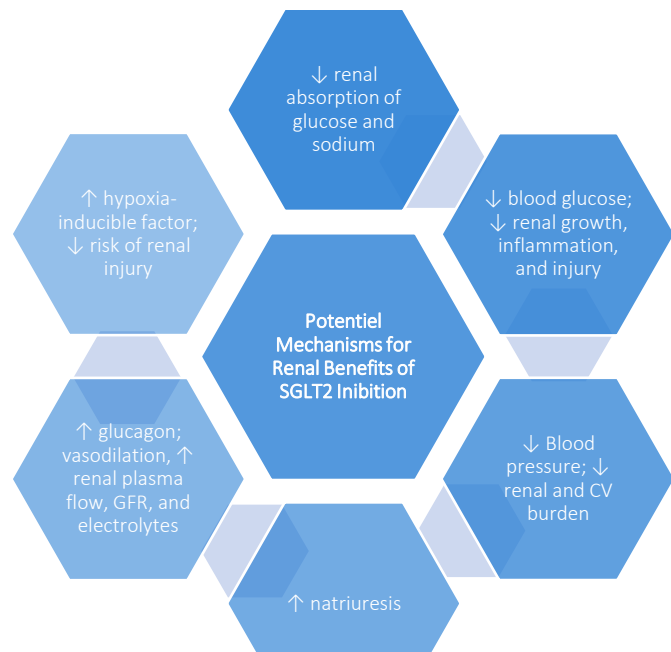 ↓ renal
absorption of
glucose and
sodium
↑ hypoxia-
inducible factor;
↓ risk of renal
injury
↓ blood glucose;
↓ renal growth,
inflammation,
and injury
Potentiel
Mechanisms for
Renal Benefits of
SGLT2 Inibition
↑ glucagon;
vasodilation, ↑
renal plasma
flow, GFR, and
electrolytes
↓ Blood
pressure; ↓
renal and CV
burden
↑ natriuresis